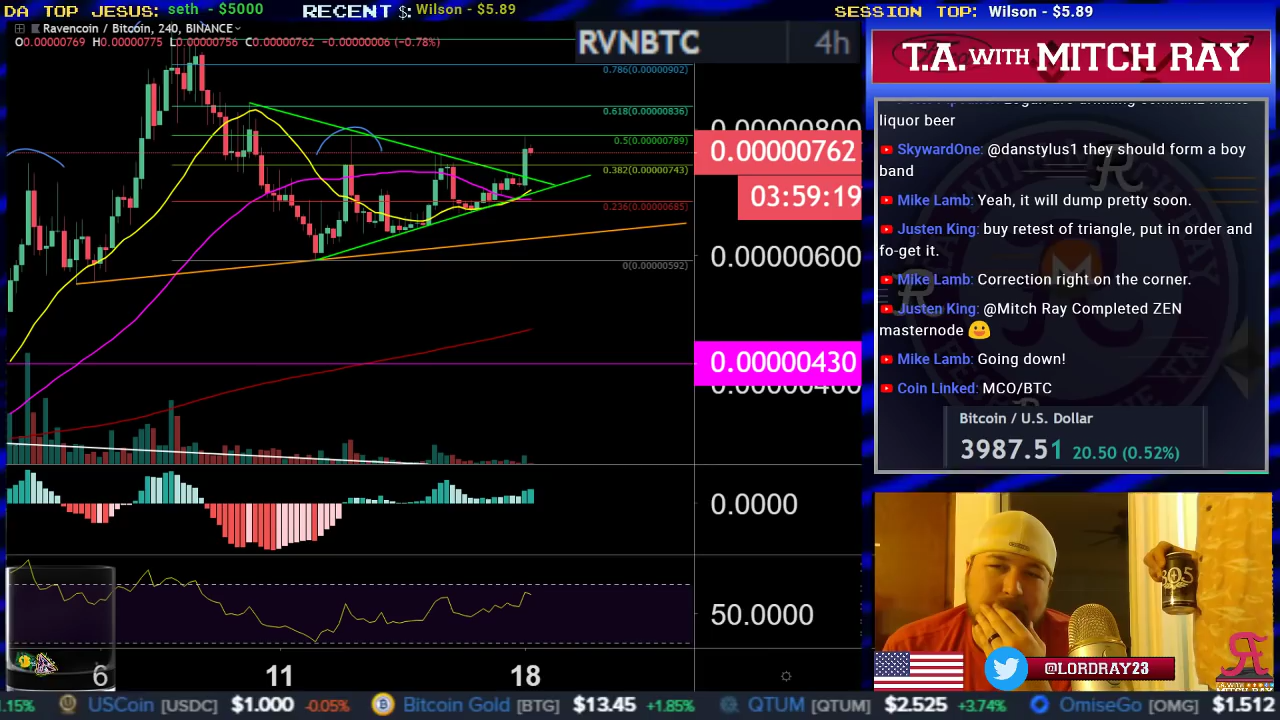 DA TOP JESUS: seth - $5000 RECENT $: Wilson - $5.89 SESSION TOP: Wilson - $5.89
Ravencoin / Bitcoin, 240, BINANCE
O0.00000769 H0.00000775 L0.00000756 C0.00000762 -0.00000006 (-0.78%)
RVNBTC 4h
0.786(0.00000902)
0.618(0.00000836)
0.5(0.00000789)
0.382(0.00000743)
0.236(0.00000685)
0(0.00000592)
0.00000800
0.00000762
03:59:19
0.00000600
0.00000430
0.00000400
0.0000
50.0000
6 11 18
T.A. WITH MITCH RAY
liquor beer
SkywardOne: @danstylus1 they should form a boy
band
Mike Lamb: Yeah, it will dump pretty soon.
Justen King: buy retest of triangle, put in order and
fo-get it.
Mike Lamb: Correction right on the corner.
Justen King: @Mitch Ray Completed ZEN
masternode 😃
Mike Lamb: Going down!
Coin Linked: MCO/BTC
Bitcoin / U.S. Dollar
3987.51 20.50 (0.52%)
305
@LORDRAY23
1.15% USCoin [USDC] $1.000 -0.05% Bitcoin Gold [BTG] $13.45 +1.85% QTUM [QTUM] $2.525 +3.74% OmiseGo [OMG] $1.512